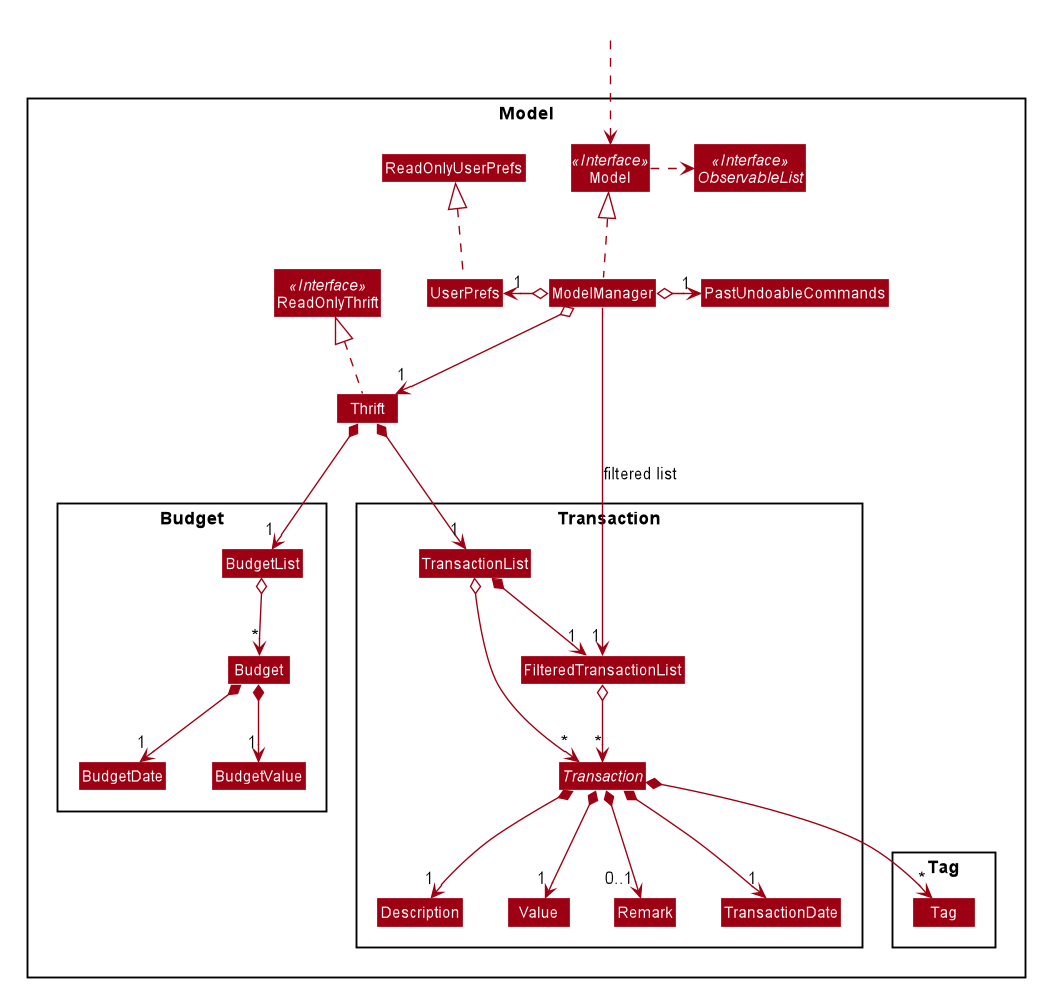 Model
«Interface»
Model
«Interface»
ObservableList
ReadOnlyUserPrefs
«Interface»
ReadOnlyThrift
UserPrefs
1
ModelManager
1
PastUndoableCommands
1
Thrift
filtered list
Budget
Transaction
1
BudgetList
1
TransactionList
*
Budget
1
1
FilteredTransactionList
1
BudgetDate
1
BudgetValue
*
*
Transaction
1
Description
1
Value
0..1
Remark
1
TransactionDate
Tag
*
Tag